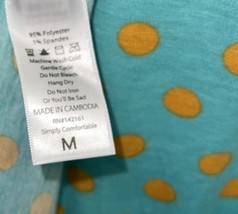 95% Polyester
5% Spandex
Machine Wash Cold
Gentle Cycle
Do Not Bleach
Hang Dry
Do Not Iron
Or You'll Be Sad
MADE IN CAMBODIA
RN#142161
Simply Comfortable
M